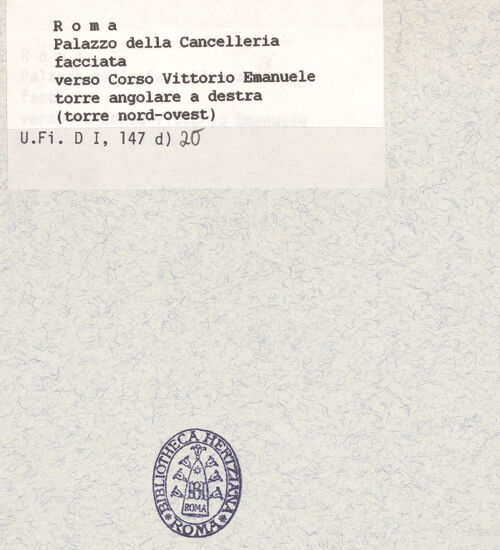 R o m a
Palazzo della Cancelleria
facciata
verso Corso Vittorio Emanuele
torre angolare a destra
(torre nord-ovest)
U.Fi. D I, 147 d) 20
BIBLIOTHECA HERTZIANA
ROMA
ROMA